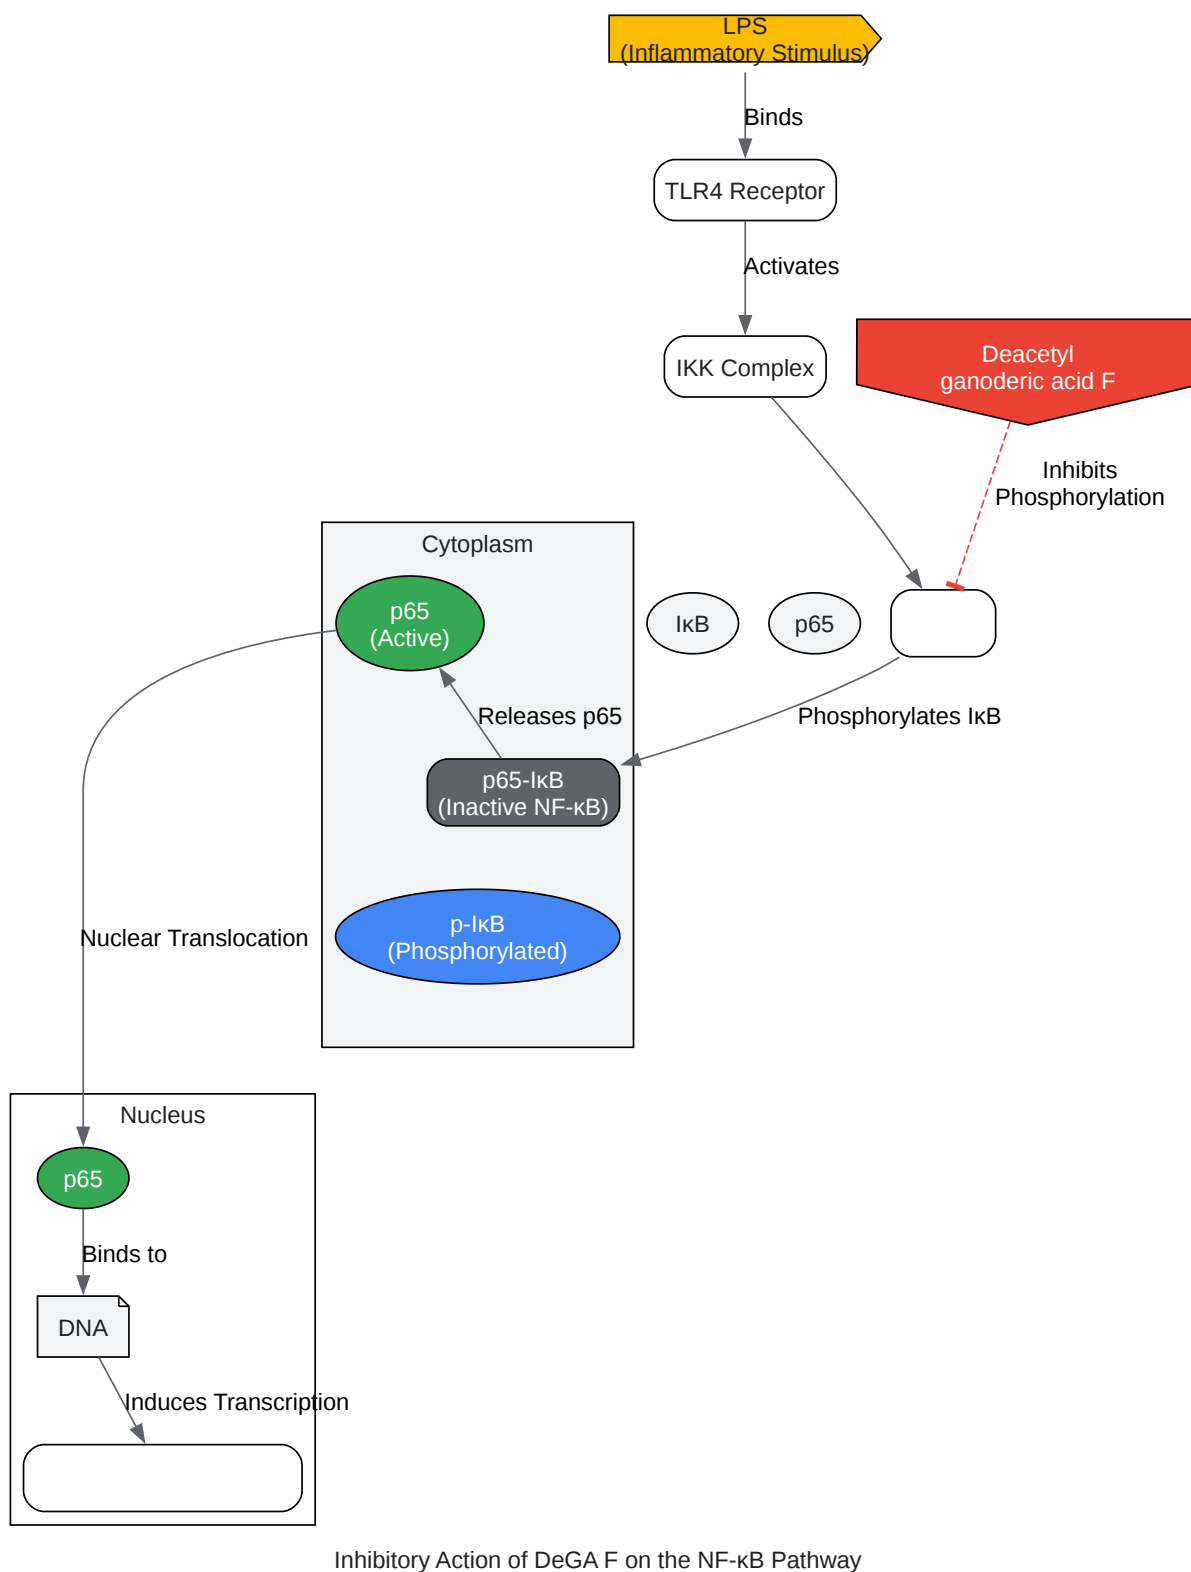 LPS
(Inflammatory Stimulus)
Binds
TLR4 Receptor
Activates
IKK Complex
Deacetyl
ganoderic acid F
Inhibits
Phosphorylation
Cytoplasm
p65
(Active)
IκB
p65
Releases p65
Phosphorylates IκB
p65-IκB
(Inactive NF-κB)
p-IκB
(Phosphorylated)
Nuclear Translocation
Nucleus
p65
Binds to
DNA
Induces Transcription
Inhibitory Action of DeGA F on the NF-κB Pathway